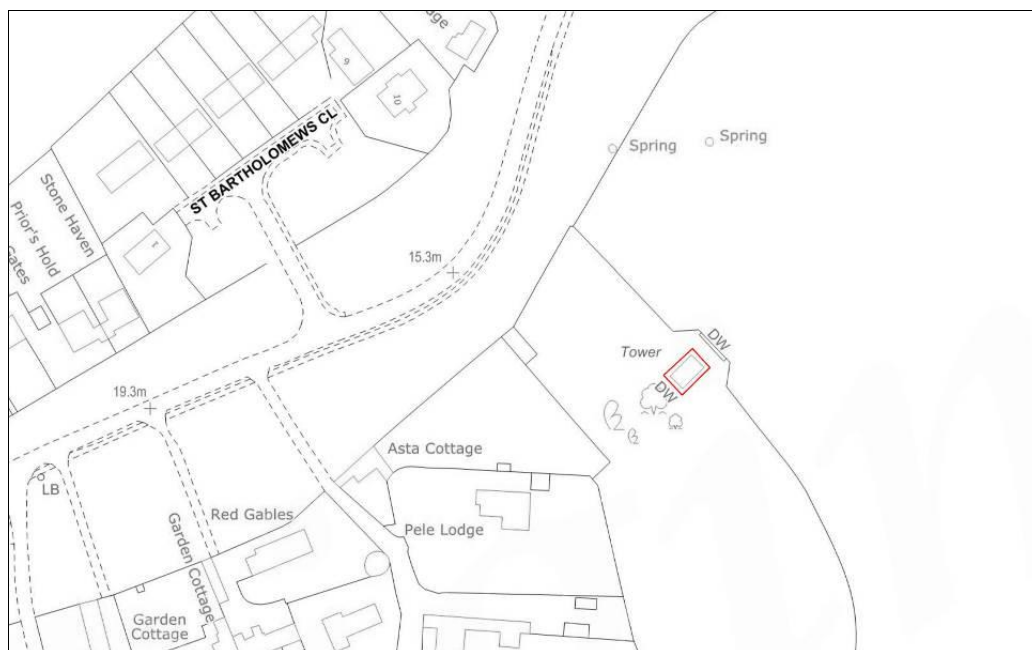 age
9
10
ST BARTHOLOMEWS CL
Spring
Spring
Stone Haven
Prior's Hold
Gates
1
15.3m
DW
Tower
DW
19.3m
Asta Cottage
LB
Red Gables
Pele Lodge
Garden Cottage
Garden
Cottage